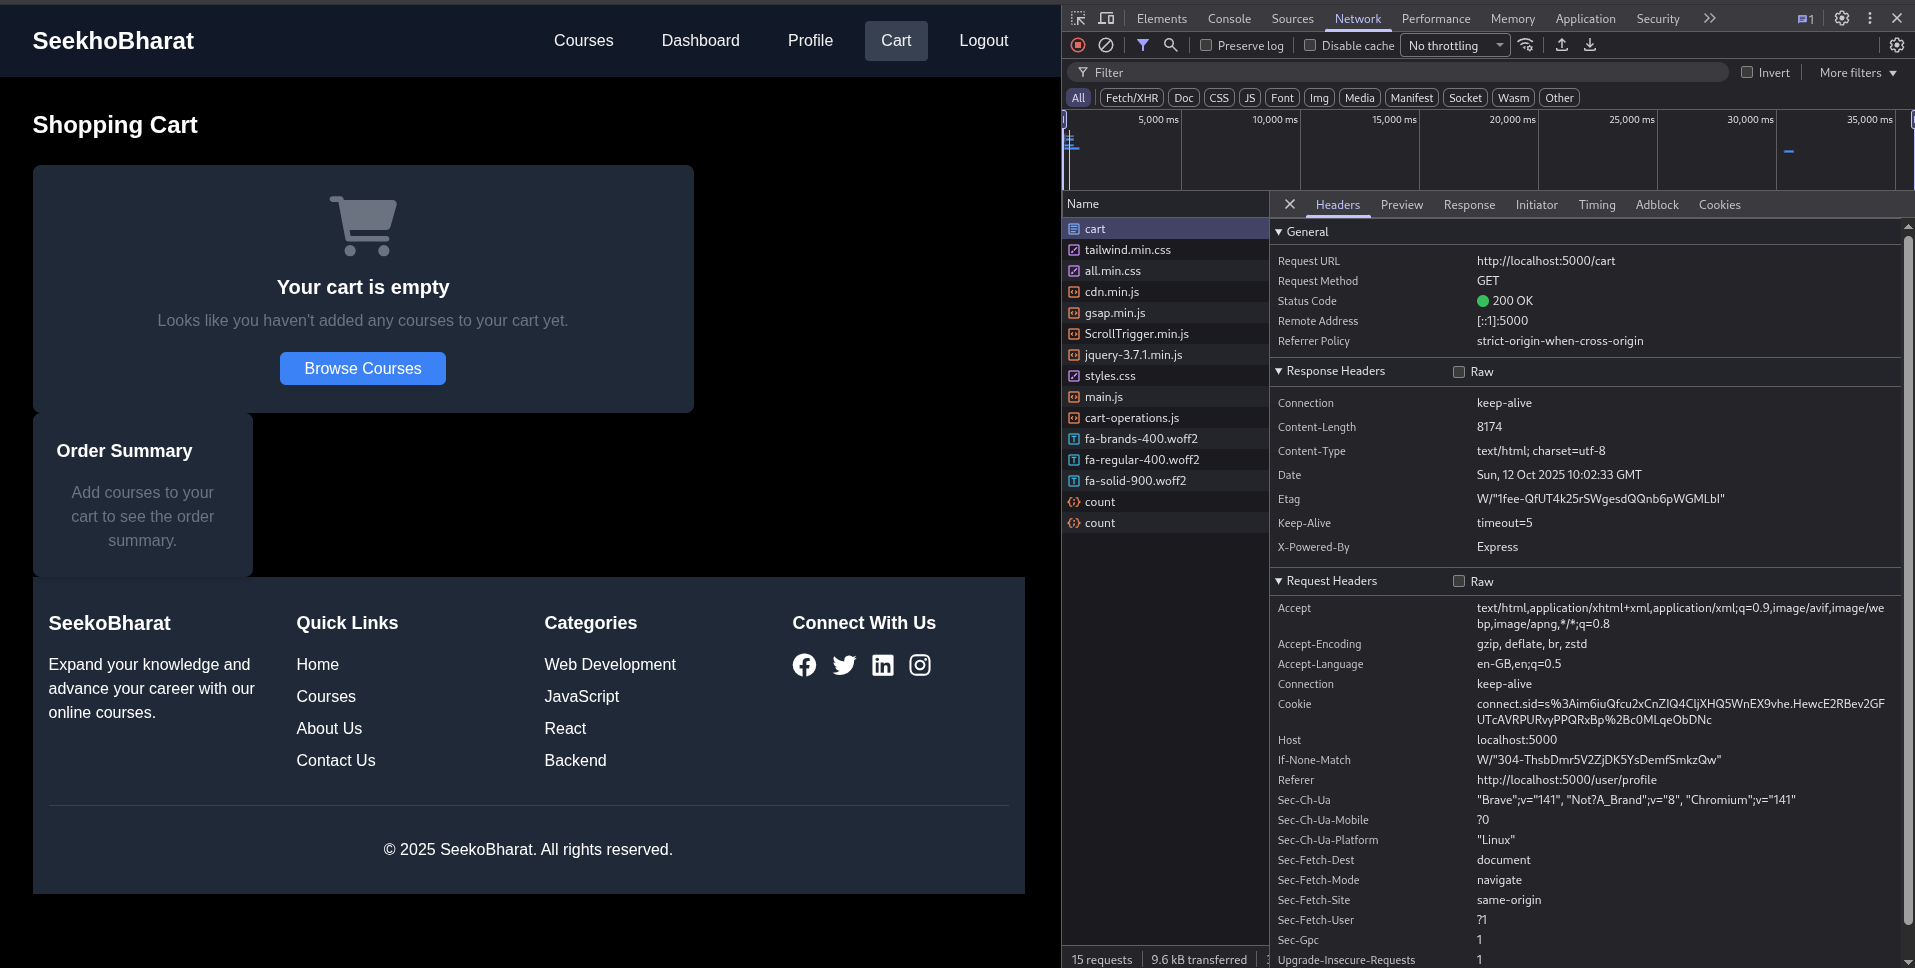 SeekhoBharat
Courses
Dashboard
Profile
Cart
Logout
Shopping Cart
Your cart is empty
Looks like you haven't added any courses to your cart yet.
Browse Courses
Order Summary
Add courses to your
cart to see the order
summary.
SeekoBharat
Expand your knowledge and
advance your career with our
online courses.
Quick Links
Home
Courses
About Us
Contact Us
Categories
Web Development
JavaScript
React
Backend
Connect With Us
© 2025 SeekoBharat. All rights reserved.
Elements Console Sources Network Performance Memory Application Security 1
Preserve log Disable cache No throttling
Filter Invert More filters
All Fetch/XHR Doc CSS JS Font Img Media Manifest Socket Wasm Other
5,000 ms 10,000 ms 15,000 ms 20,000 ms 25,000 ms 30,000 ms 35,000 ms
Name
cart
tailwind.min.css
all.min.css
cdn.min.js
gsap.min.js
ScrollTrigger.min.js
jquery-3.7.1.min.js
styles.css
main.js
cart-operations.js
fa-brands-400.woff2
fa-regular-400.woff2
fa-solid-900.woff2
count
count
15 requests 9.6 kB transferred
Headers Preview Response Initiator Timing Adblock Cookies
General
Request URL http://localhost:5000/cart
Request Method GET
Status Code 200 OK
Remote Address [::1]:5000
Referrer Policy strict-origin-when-cross-origin
Response Headers Raw
Connection keep-alive
Content-Length 8174
Content-Type text/html; charset=utf-8
Date Sun, 12 Oct 2025 10:02:33 GMT
Etag W/"1fee-QfUT4k25rSWgesdQQnb6pWGMLbI"
Keep-Alive timeout=5
X-Powered-By Express
Request Headers Raw
Accept text/html,application/xhtml+xml,application/xml;q=0.9,image/avif,image/we
bp,image/apng,*/*;q=0.8
Accept-Encoding gzip, deflate, br, zstd
Accept-Language en-GB,en;q=0.5
Connection keep-alive
Cookie connect.sid=s%3Aim6iuQfcu2xCnZIQ4CljXHQ5WnEX9vhe.HewcE2RBev2GF
UTcAVRPURvyPPQRxBp%2Bc0MLqeObDNc
Host localhost:5000
If-None-Match W/"304-ThsbDmr5V2ZjDK5YsDemfSmkzQw"
Referer http://localhost:5000/user/profile
Sec-Ch-Ua "Brave";v="141", "Not?A_Brand";v="8", "Chromium";v="141"
Sec-Ch-Ua-Mobile ?0
Sec-Ch-Ua-Platform "Linux"
Sec-Fetch-Dest document
Sec-Fetch-Mode navigate
Sec-Fetch-Site same-origin
Sec-Fetch-User ?1
Sec-Gpc 1
Upgrade-Insecure-Requests 1